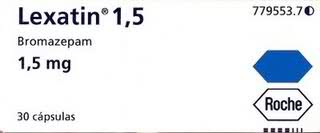 Lexatin® 1,5 779553.7◐
Bromazepam
1,5 mg
30 cápsulas
Roche